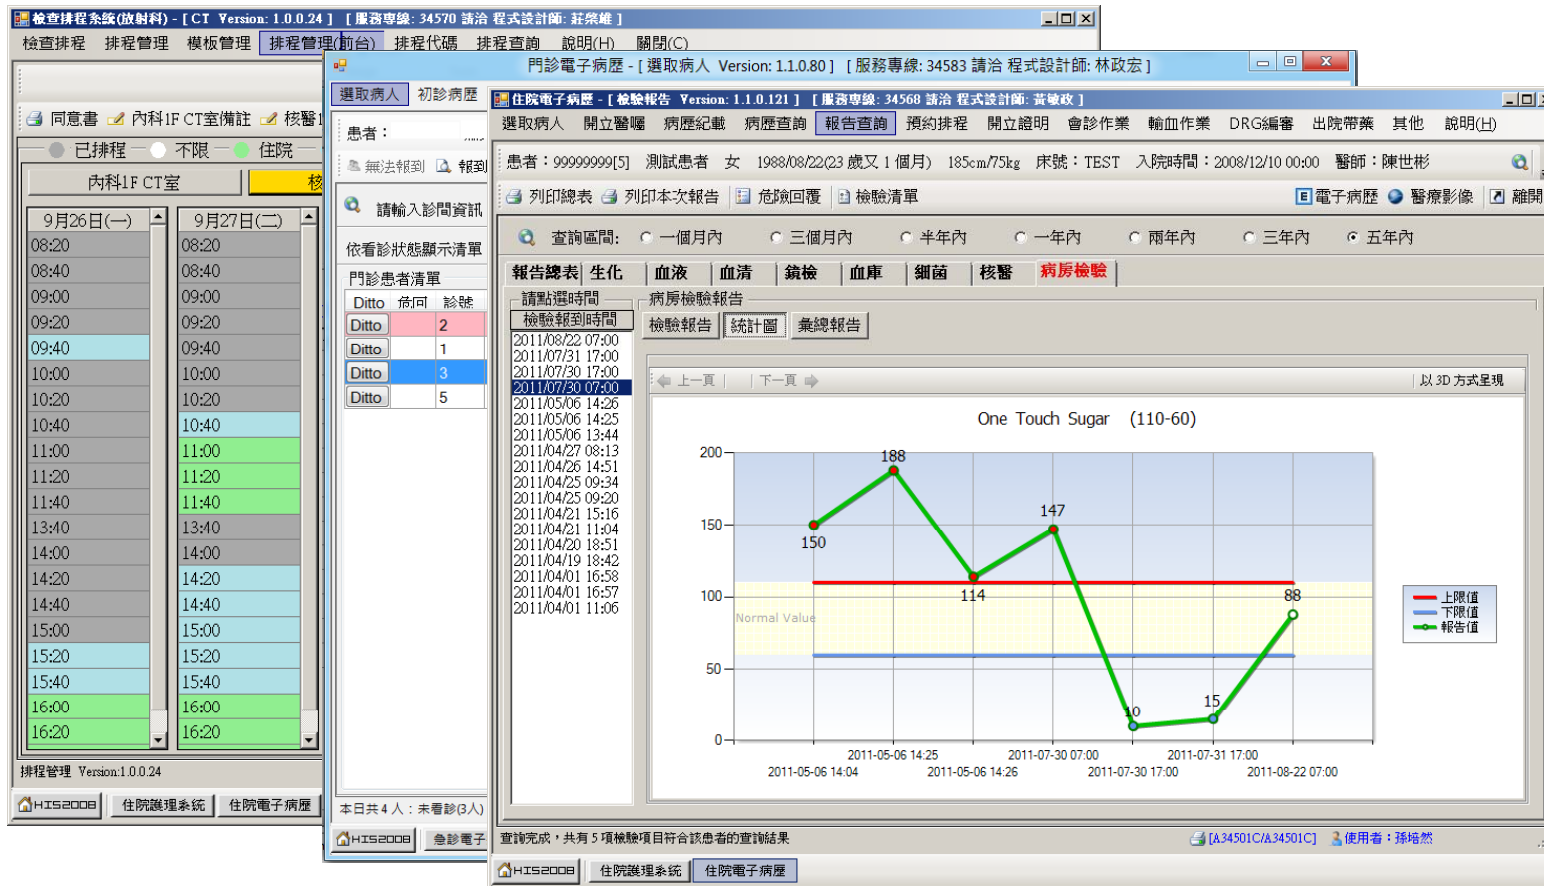 檢查排程系統(放射科) - [ CT Version: 1.0.0.24 ] [ 服務專線: 34570 請洽 程式設計師: 莊榮雄 ]
檢查排程 排程管理 模板管理 排程管理(前台) 排程代碼 排程查詢 說明(H) 關閉(C)
同意書 內科1F CT室備註 核醫1
已排程 不限 住院
內科1F CT室 核
9月26日(一) 9月27日(二)
08:20 08:20
08:40 08:40
09:00 09:00
09:20 09:20
09:40 09:40
10:00 10:00
10:20 10:20
10:40 10:40
11:00 11:00
11:20 11:20
11:40 11:40
13:40 13:40
14:00 14:00
14:20 14:20
14:40 14:40
15:00 15:00
15:20 15:20
15:40 15:40
16:00 16:00
16:20 16:20
排程管理 Version:1.0.0.24
HIS2008 住院護理系統 住院電子病歷
門診電子病歷 - [ 選取病人 Version: 1.1.0.80 ] [ 服務專線: 34583 請洽 程式設計師: 林政宏 ]
選取病人 初診病歷
患者：
無法報到 報到
請輸入診間資訊
依看診狀態顯示清單
門診患者清單
Ditto 危回 診號
Ditto 2
Ditto 1
Ditto 3
Ditto 5
本日共4人：未看診(3人)
HIS2008 急診電子
住院電子病歷 - [ 檢驗報告 Version: 1.1.0.121 ] [ 服務專線: 34568 請洽 程式設計師: 黃敏政 ]
選取病人 開立醫囑 病歷紀載 病歷查詢 報告查詢 預約排程 開立證明 會診作業 輸血作業 DRG編審 出院帶藥 其他 說明(H)
患者：99999999[5] 測試患者 女 1988/08/22(23 歲又 1 個月) 185cm/75kg 床號：TEST 入院時間：2008/12/10 00:00 醫師：陳世彬
列印總表 列印本次報告 危險回覆 檢驗清單 電子病歷 醫療影像 離開
查詢區間: 一個月內 三個月內 半年內 一年內 兩年內 三年內 五年內
報告總表 生化 血液 血清 鏡檢 血庫 細菌 核醫 病房檢驗
請點選時間 病房檢驗報告
檢驗報到時間 檢驗報告 統計圖 彙總報告
2011/08/22 07:00
2011/07/31 17:00
2011/07/30 17:00
2011/07/30 07:00
2011/05/06 14:26
2011/05/06 14:25
2011/05/06 13:44
2011/04/27 08:13
2011/04/26 14:51
2011/04/25 09:34
2011/04/25 09:20
2011/04/21 15:16
2011/04/21 11:04
2011/04/20 18:51
2011/04/19 18:42
2011/04/01 16:58
2011/04/01 16:57
2011/04/01 11:06
上一頁 下一頁 以 3D 方式呈現
One Touch Sugar (110-60)
200
188
150
150
147
100
114
88
Normal Value
50
10
15
0
上限值
下限值
報告值
2011-05-06 14:25 2011-07-30 07:00 2011-07-31 17:00
2011-05-06 14:04 2011-05-06 14:26 2011-07-30 17:00 2011-08-22 07:00
查詢完成，共有 5 項檢驗項目符合該患者的查詢結果 [A34501C/A34501C] 使用者：孫培然
HIS2008 住院護理系統 住院電子病歷